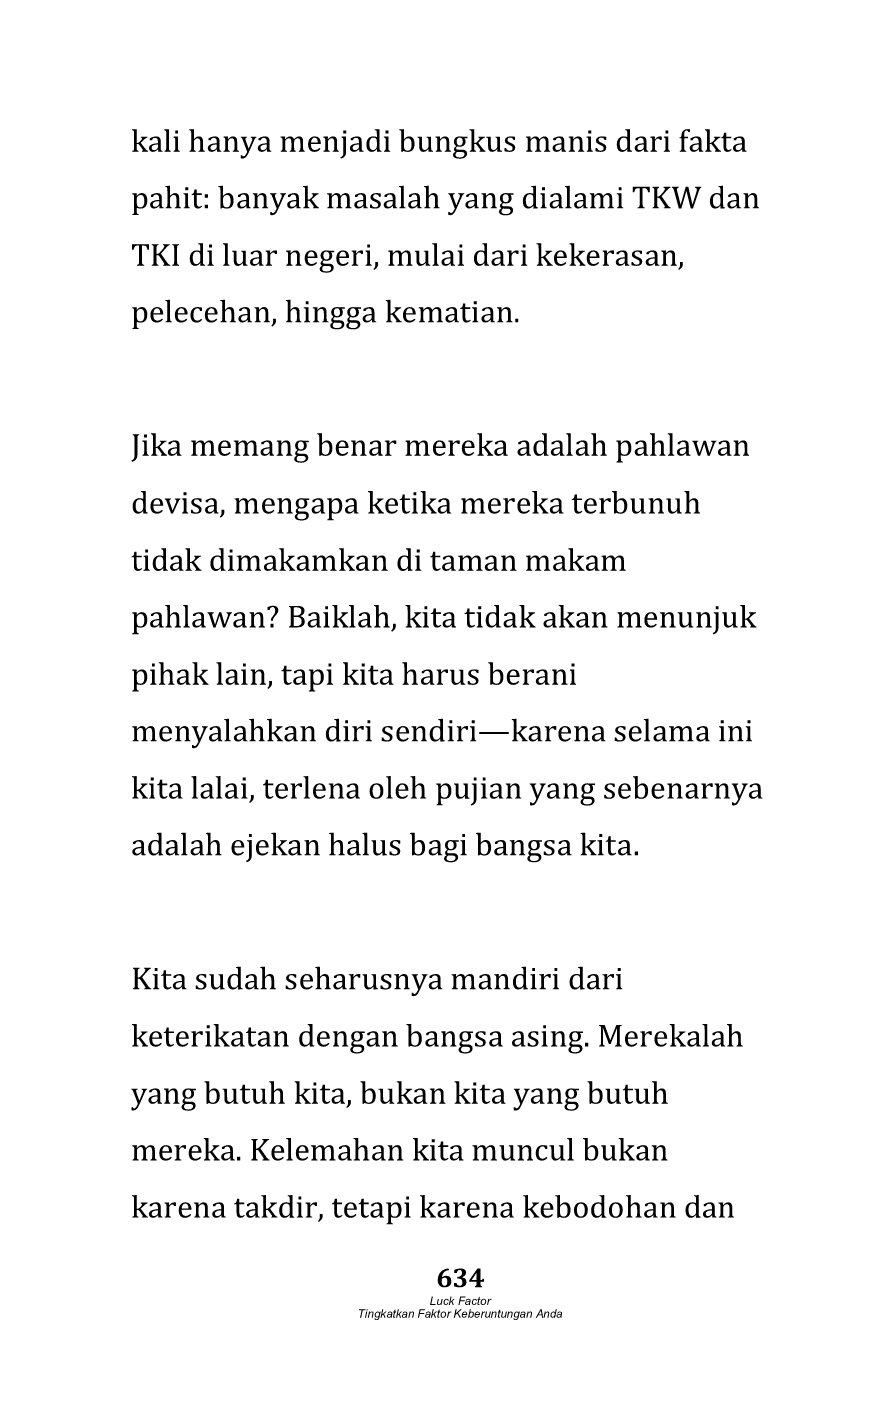 kali hanya menjadi bungkus manis dari fakta
pahit: banyak masalah yang dialami TKW dan
TKI di luar negeri, mulai dari kekerasan,
pelecehan, hingga kematian.
Jika memang benar mereka adalah pahlawan
devisa, mengapa ketika mereka terbunuh
tidak dimakamkan di taman makam
pahlawan? Baiklah, kita tidak akan menunjuk
pihak lain, tapi kita harus berani
menyalahkan diri sendiri—karena selama ini
kita lalai, terlena oleh pujian yang sebenarnya
adalah ejekan halus bagi bangsa kita.
Kita sudah seharusnya mandiri dari
keterikatan dengan bangsa asing. Merekalah
yang butuh kita, bukan kita yang butuh
mereka. Kelemahan kita muncul bukan
karena takdir, tetapi karena kebodohan dan
634
Luck Factor
Tingkatkan Faktor Keberuntungan Anda